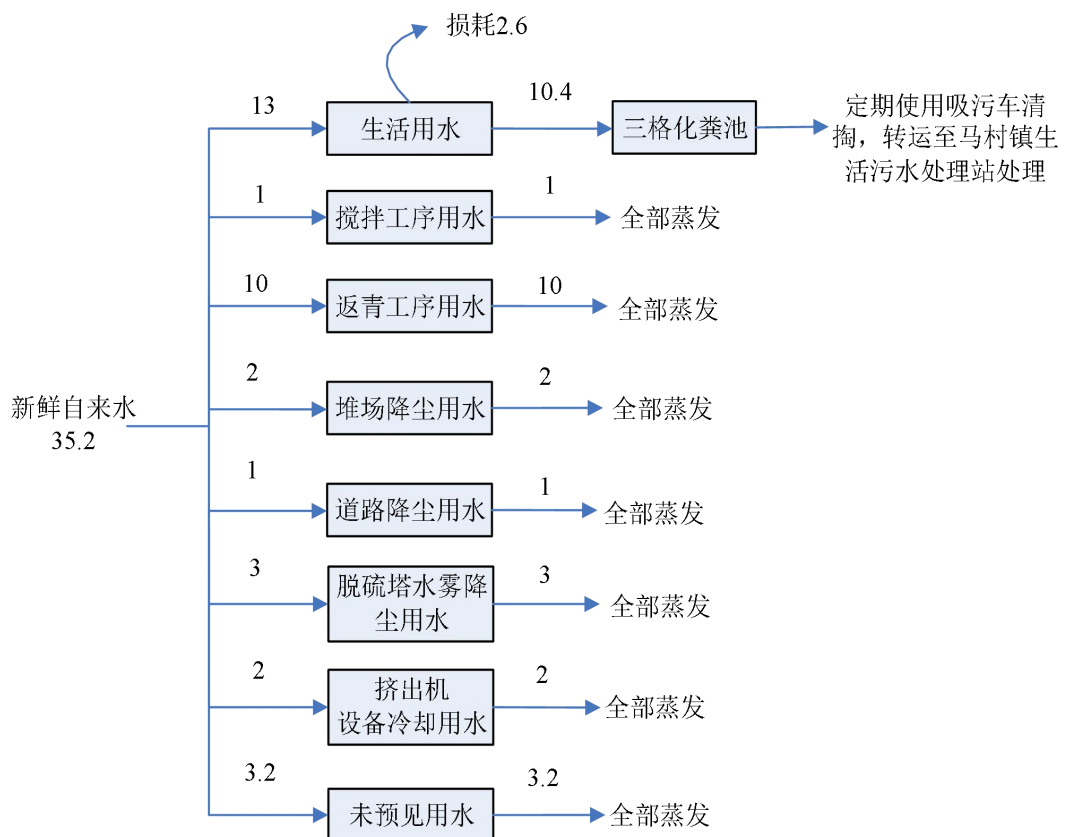 损耗2.6
13
生活用水
10.4
三格化粪池
定期使用吸污车清
掏，转运至马村镇生
活污水处理站处理
1
搅拌工序用水
1
全部蒸发
10
返青工序用水
10
全部蒸发
新鲜自来水
35.2
2
堆场降尘用水
2
全部蒸发
1
道路降尘用水
1
全部蒸发
3
脱硫塔水雾降
尘用水
3
全部蒸发
2
挤出机
设备冷却用水
2
全部蒸发
3.2
未预见用水
3.2
全部蒸发